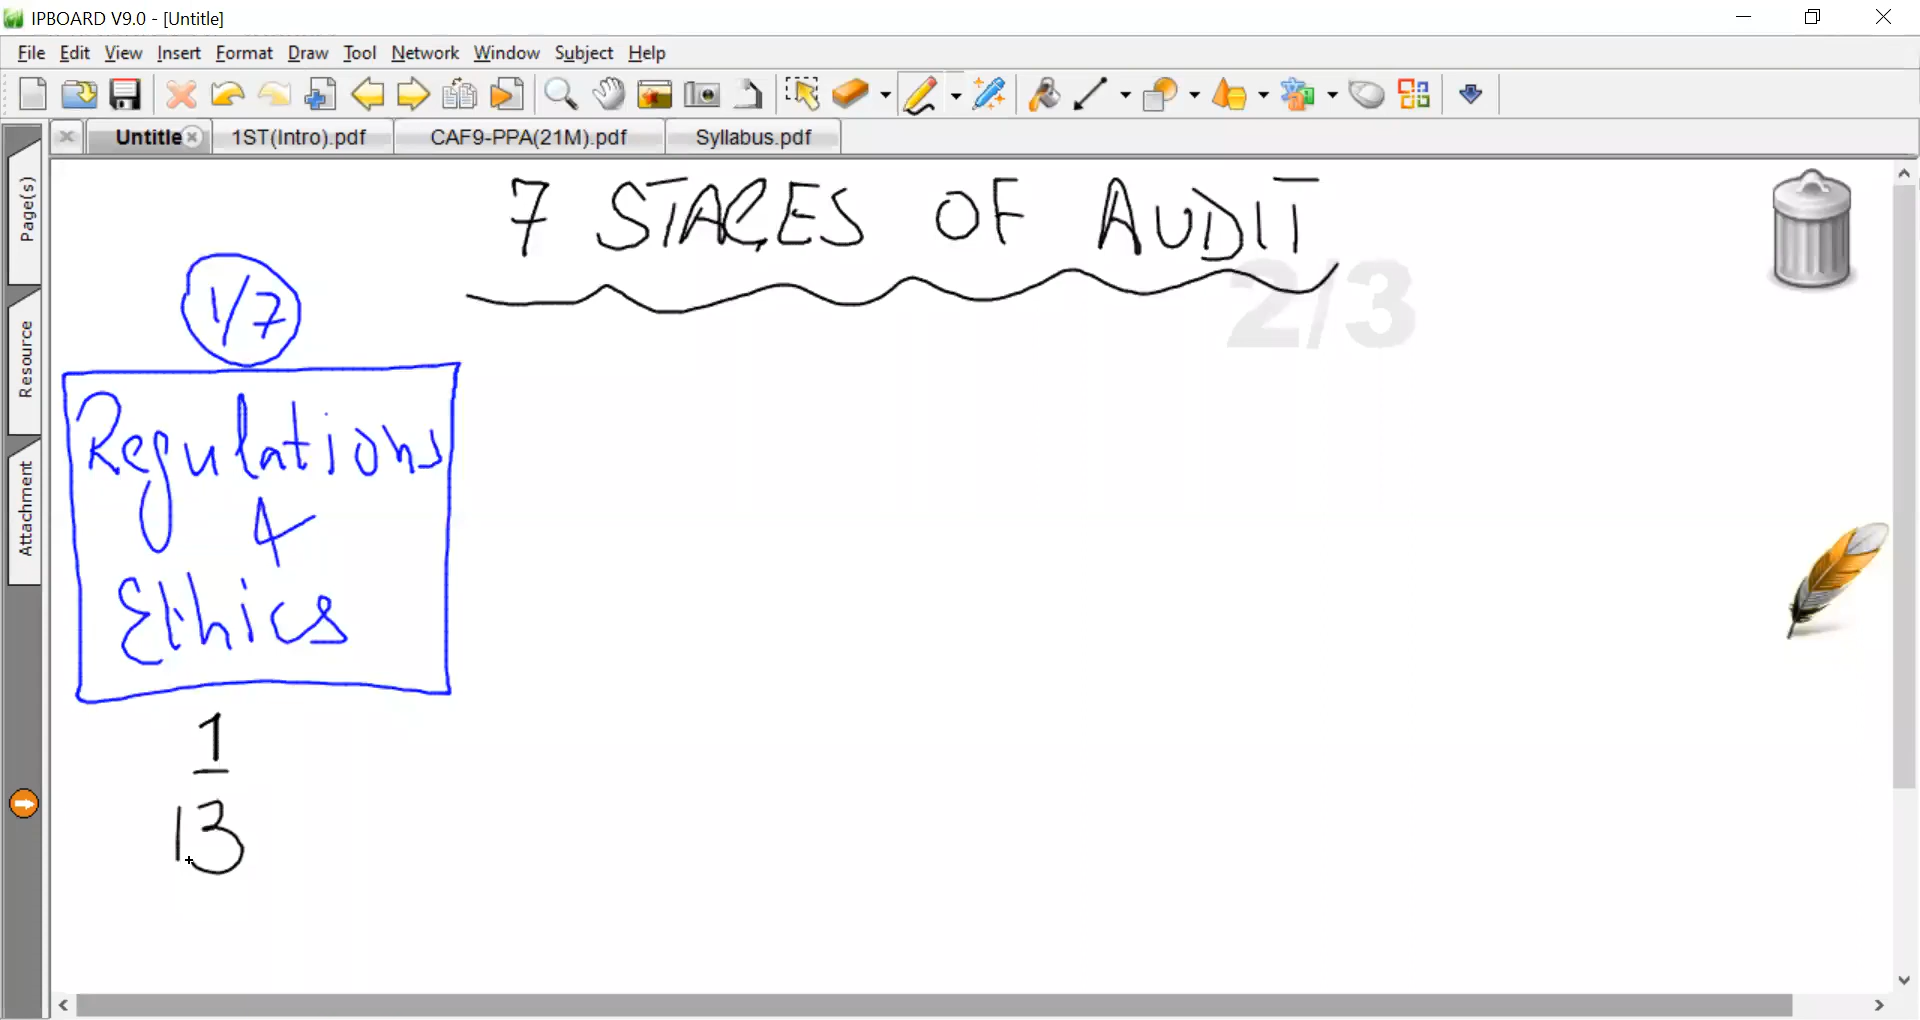 IPBOARD V9.0 - [Untitle]
File Edit View Insert Format Draw Tool Network Window Subject Help
Untitle 1ST(Intro).pdf CAF9-PPA(21M).pdf Syllabus.pdf
Page(s)
Resource
Attachment
7 STAGES OF AUDIT
2/3
1/7
Regulations
&
Ethics
1
13